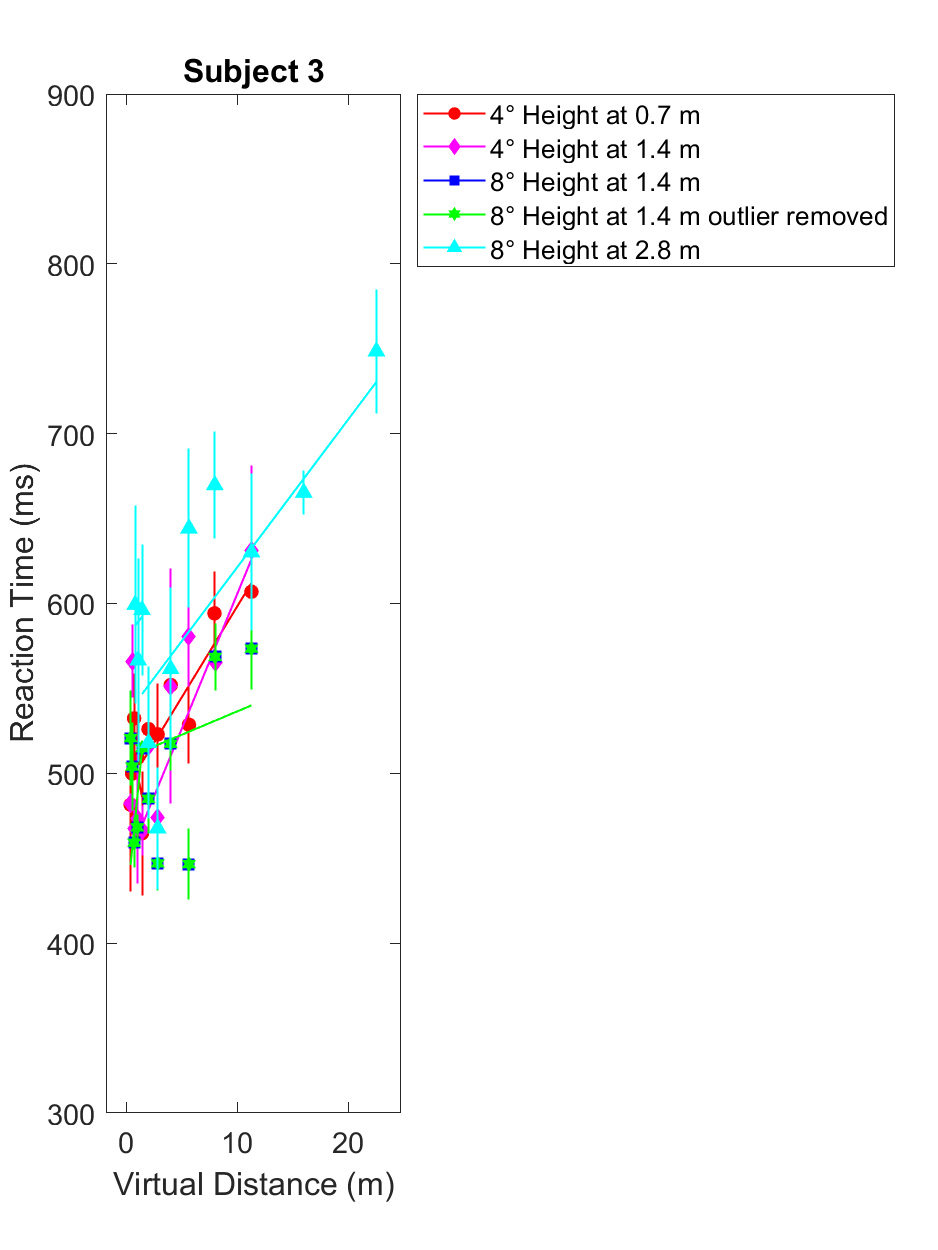 Subject 3
900
800
700
600
500
400
300
0 10 20
Reaction Time (ms)
Virtual Distance (m)
4° Height at 0.7 m
4° Height at 1.4 m
8° Height at 1.4 m
8° Height at 1.4 m outlier removed
8° Height at 2.8 m